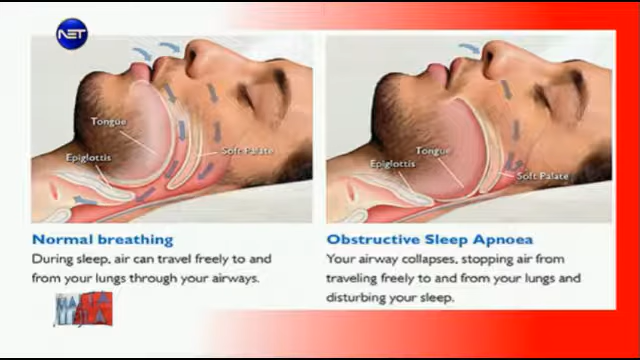 NET
Tongue
Epiglottis
Soft Palate
Tongue
Epiglottis
Soft Palate
Normal breathing
During sleep, air can travel freely to and
from your lungs through your airways.
Obstructive Sleep Apnoea
Your airway collapses, stopping air from
traveling freely to and from your lungs and
disturbing your sleep.